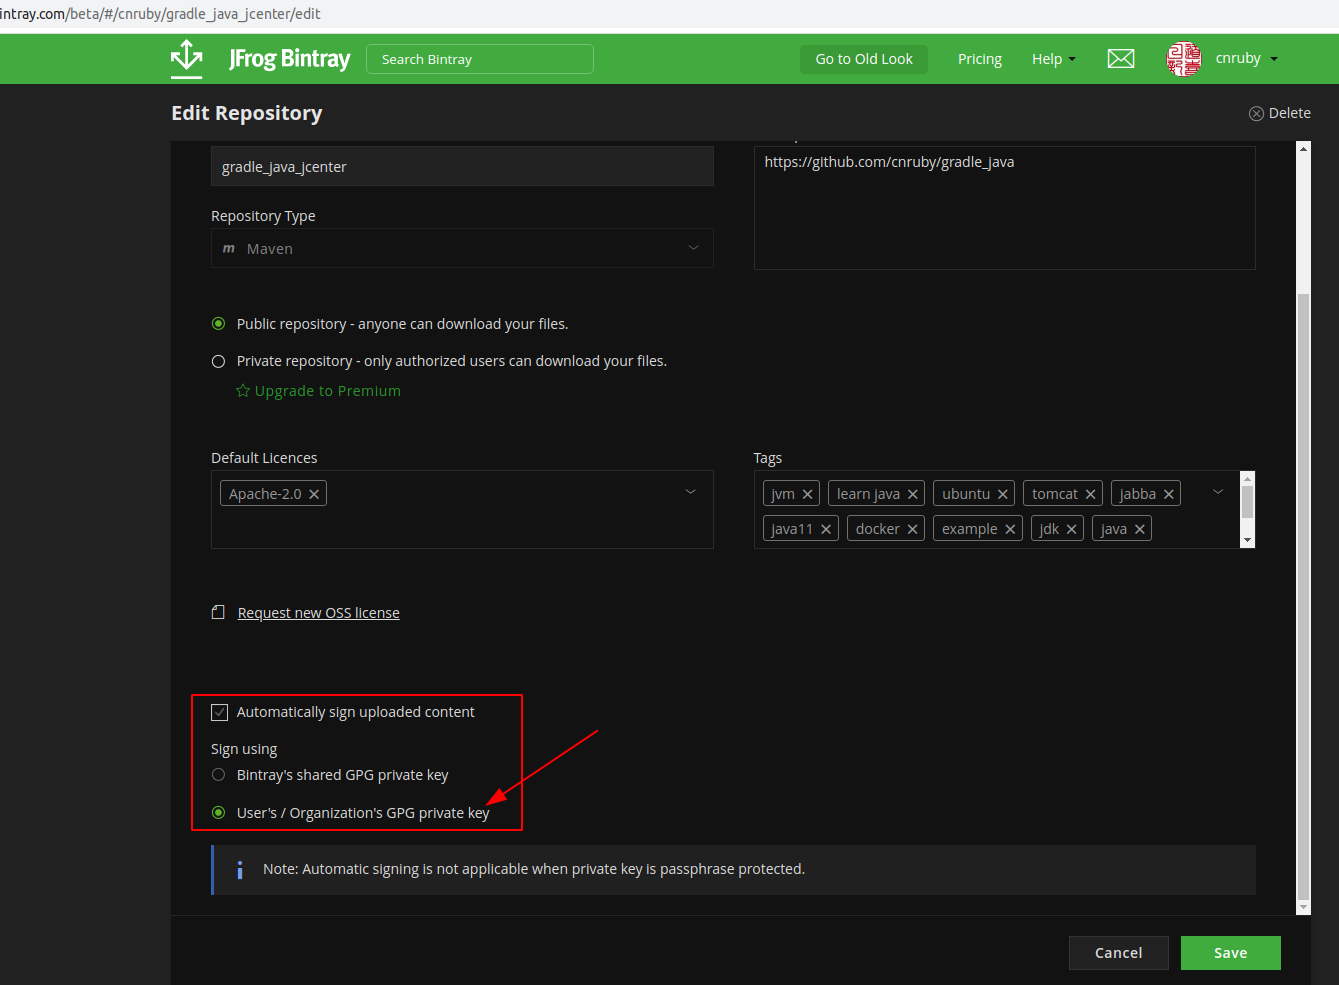 intray.com/beta/#/cnruby/gradle_java_jcenter/edit
JFrog Bintray
Search Bintray
Go to Old Look
Pricing
Help
cnruby
Edit Repository
Delete
gradle_java_jcenter
https://github.com/cnruby/gradle_java
Repository Type
m Maven
Public repository - anyone can download your files.
Private repository - only authorized users can download your files.
Upgrade to Premium
Default Licences
Tags
Apache-2.0
jvm learn java ubuntu tomcat jabba
java11 docker example jdk java
Request new OSS license
Automatically sign uploaded content
Sign using
Bintray's shared GPG private key
User's / Organization's GPG private key
Note: Automatic signing is not applicable when private key is passphrase protected.
Cancel
Save